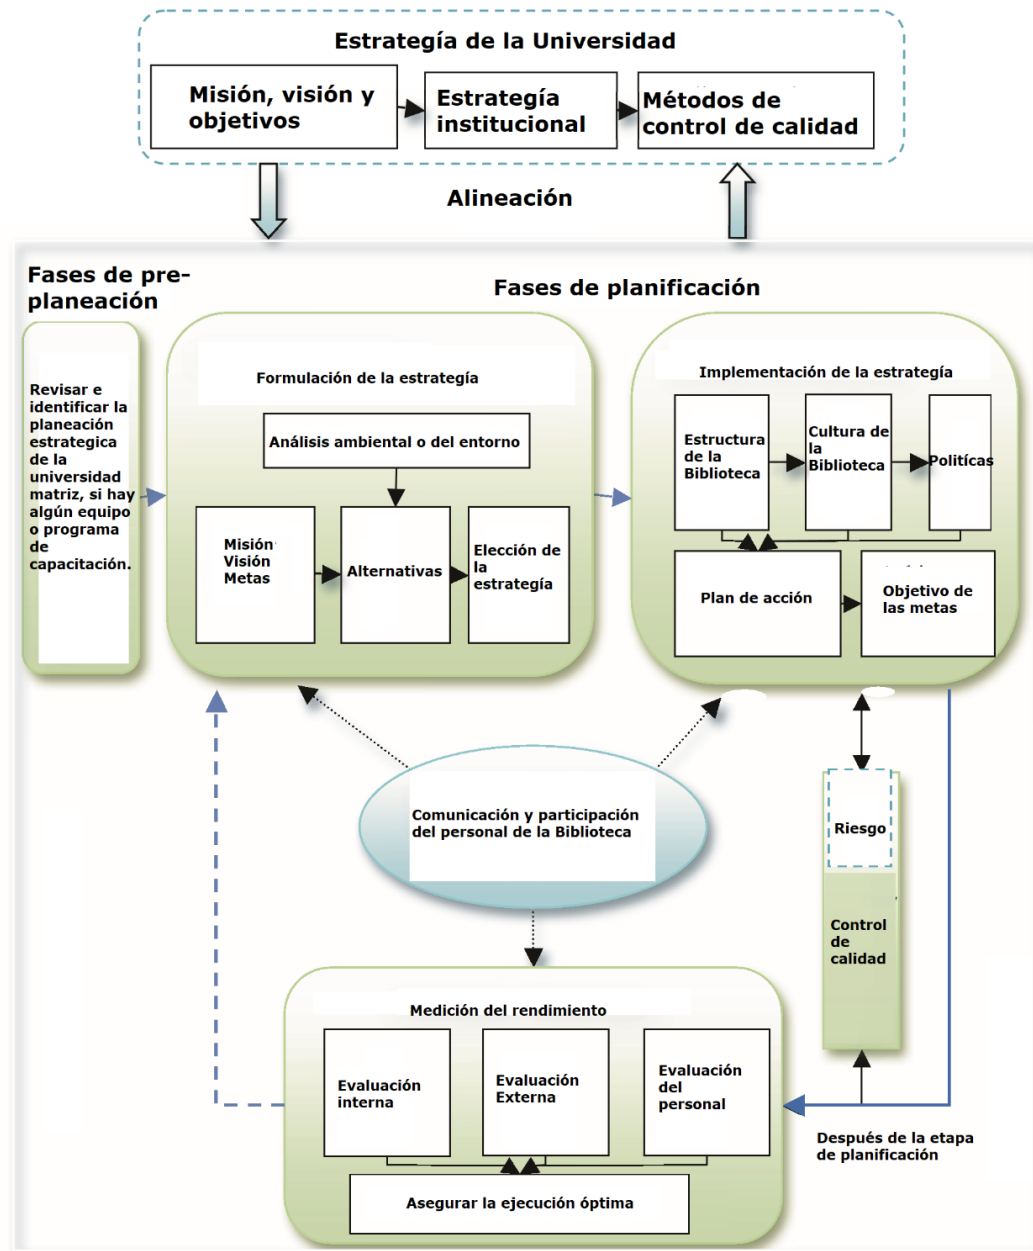 Estrategía de la Universidad
Misión, visión y
objetivos
Estrategía
institucional
Métodos de
control de calidad
Alineación
Fases de pre-
planeación
Fases de planificación
Revisar e
identificar la
planeación
estrategica
de la
universidad
matriz, si hay
algún equipo
o programa
de
capacitación.
Formulación de la estrategía
Análisis ambiental o del entorno
Misión
Visión
Metas
Alternativas
Elección de
la
estrategía
Implementación de la estrategía
Estructura
de la
Biblioteca
Cultura de
la
Biblioteca
Politícas
Plan de acción
Objetivo de
las metas
Comunicación y participación
del personal de la Biblioteca
Riesgo
Control
de
calidad
Medición del rendimiento
Evaluación
interna
Evaluación
Externa
Evaluación
del
personal
Asegurar la ejecución óptima
Después de la etapa
de planificación